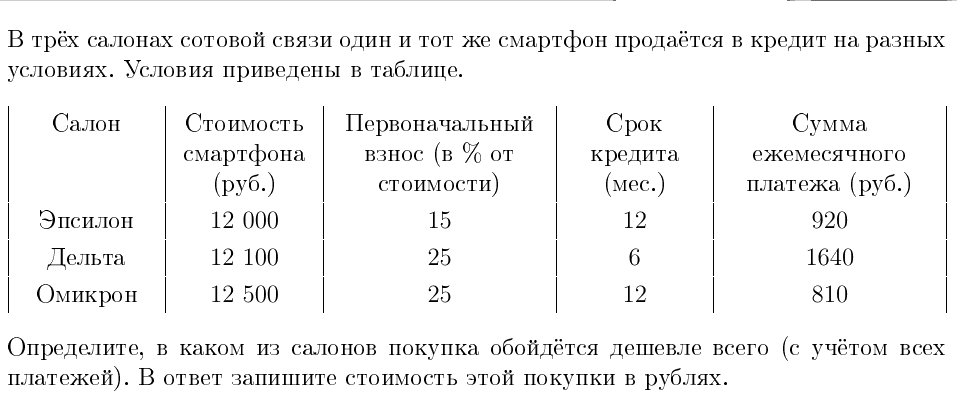 В трёх салонах сотовой связи один и тот же смартфон продаётся в кредит на разных
условиях. Условия приведены в таблице.
Салон Стоимость Первоначальный Срок Сумма
смартфона взнос (в % от кредита ежемесячного
(руб.) стоимости) (мес.) платежа (руб.)
Эпсилон 12 000 15 12 920
Дельта 12 100 25 6 1640
Омикрон 12 500 25 12 810
Определите, в каком из салонов покупка обойдётся дешевле всего (с учётом всех
платежей). В ответ запишите стоимость этой покупки в рублях.